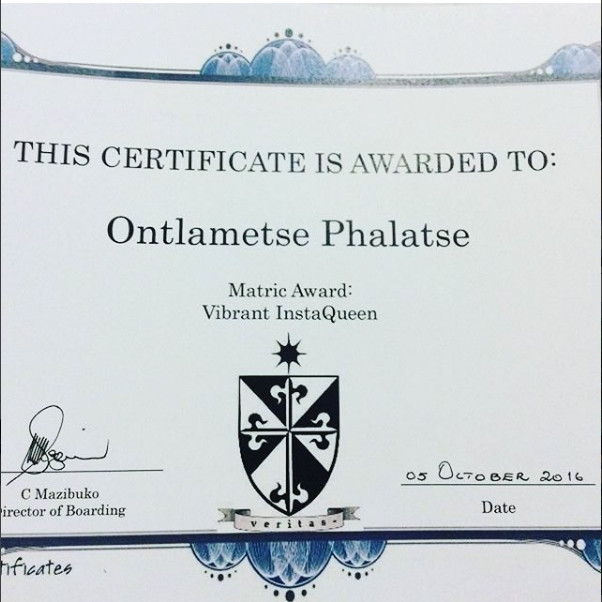 THIS CERTIFICATE IS AWARDED TO:
Ontlametse Phalatse
Matric Award:
Vibrant InstaQueen
05 OCTOBER 2016
C Mazibuko
irector of Boarding
Date
veritas
tificates